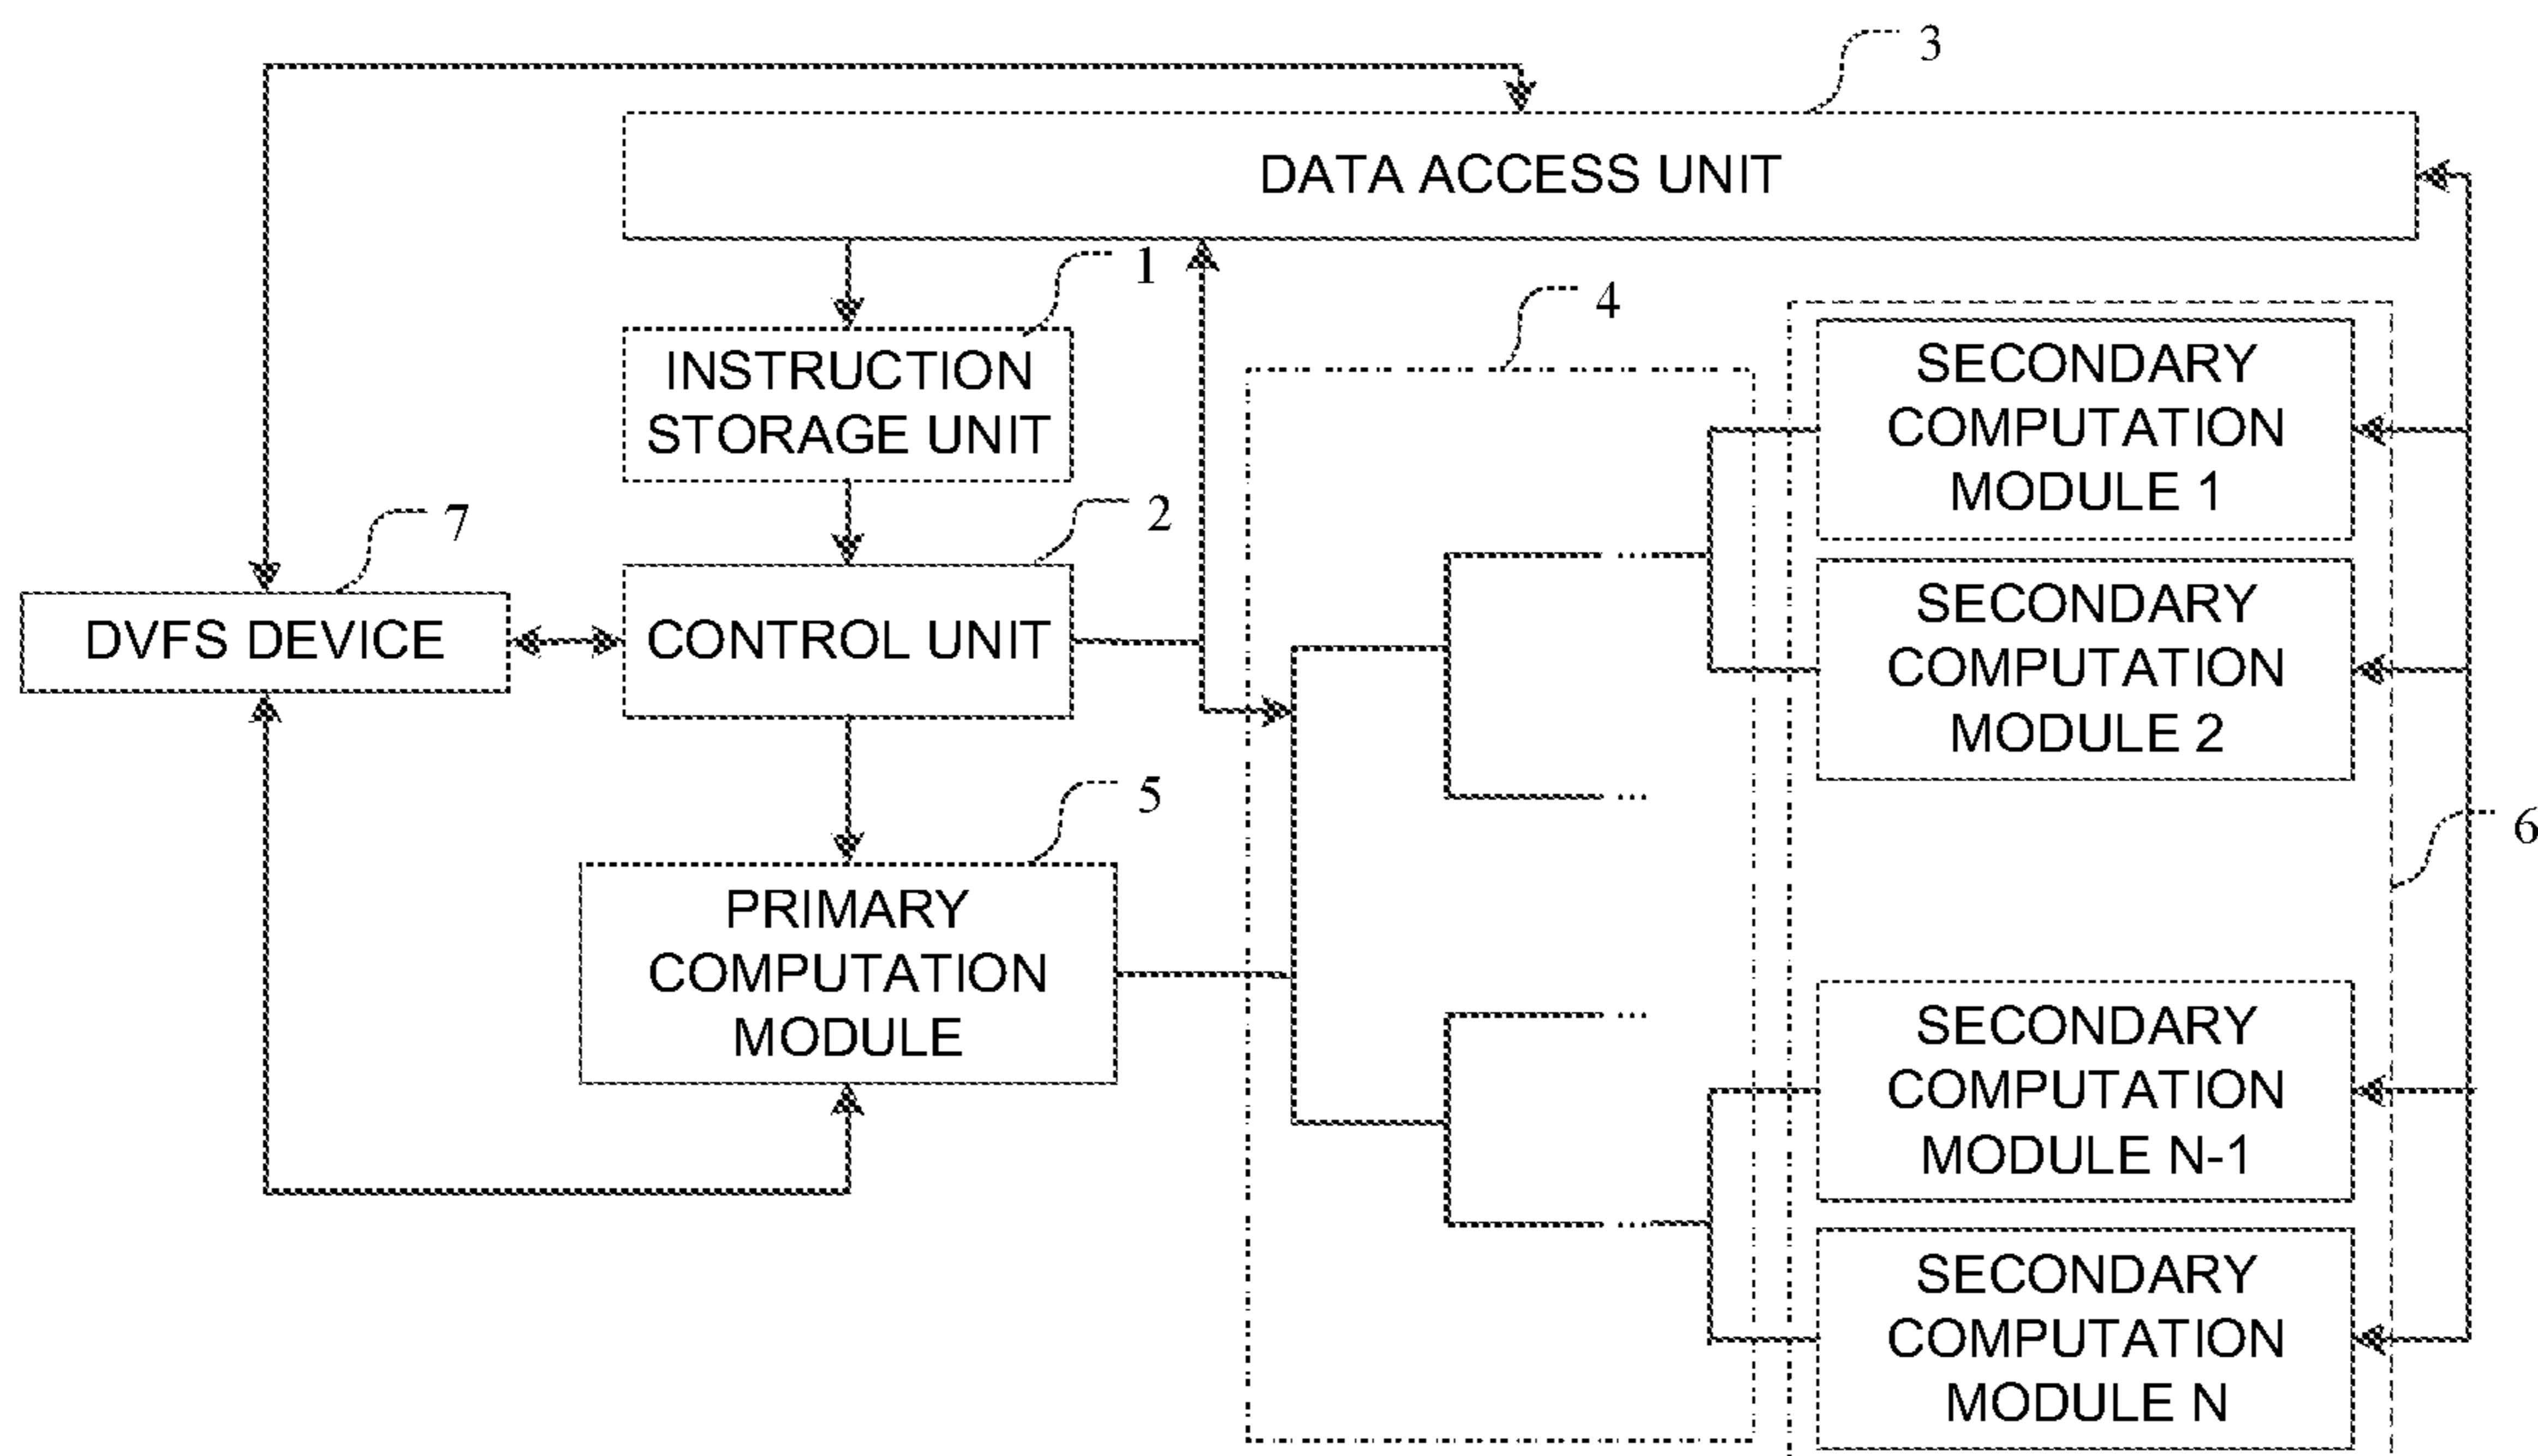 3
DATA ACCESS UNIT
1
INSTRUCTION
STORAGE UNIT
2
7
DVFS DEVICE
CONTROL UNIT
5
PRIMARY
COMPUTATION
MODULE
4
...
...
...
...
SECONDARY
COMPUTATION
MODULE 1
SECONDARY
COMPUTATION
MODULE 2
6
SECONDARY
COMPUTATION
MODULE N-1
SECONDARY
COMPUTATION
MODULE N